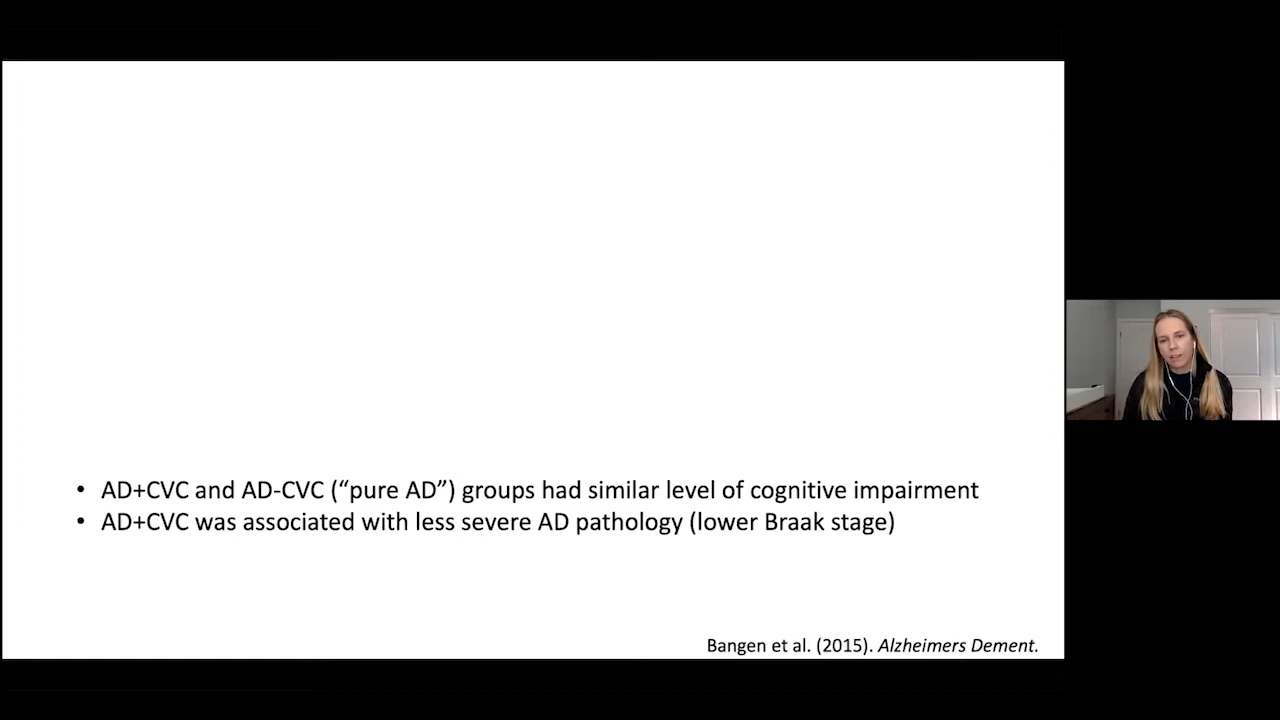 • AD+CVC and AD-CVC (“pure AD”) groups had similar level of cognitive impairment
• AD+CVC was associated with less severe AD pathology (lower Braak stage)
Bangen et al. (2015). Alzheimers Dement.